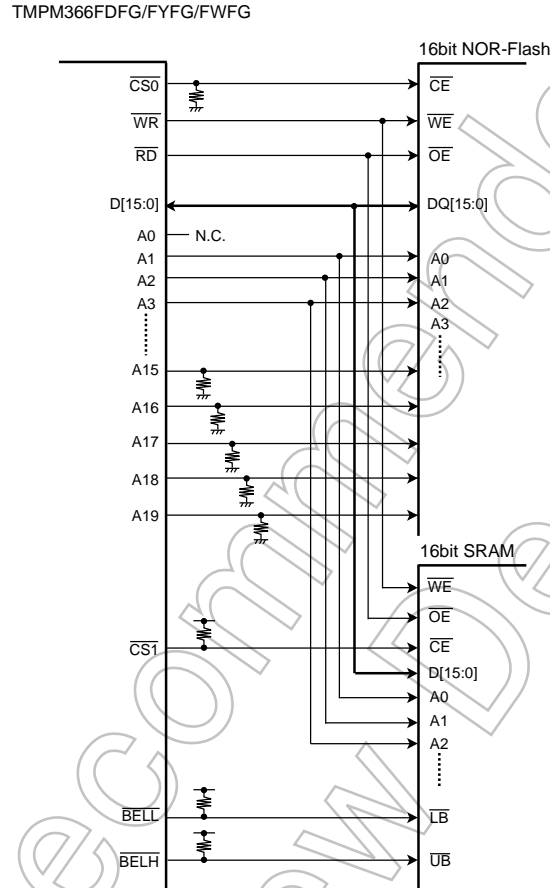 TMPM366FDFG/FYFG/FWFG
16bit NOR-Flash
CS0
CE
WR
WE
RD
OE
D[15:0]
DQ[15:0]
A0
N.C.
A1
A0
A2
A1
A3
A2
A3
A15
A16
A17
A18
A19
16bit SRAM
WE
OE
CS1
CE
D[15:0]
A0
A1
A2
BELL
LB
BELH
UB